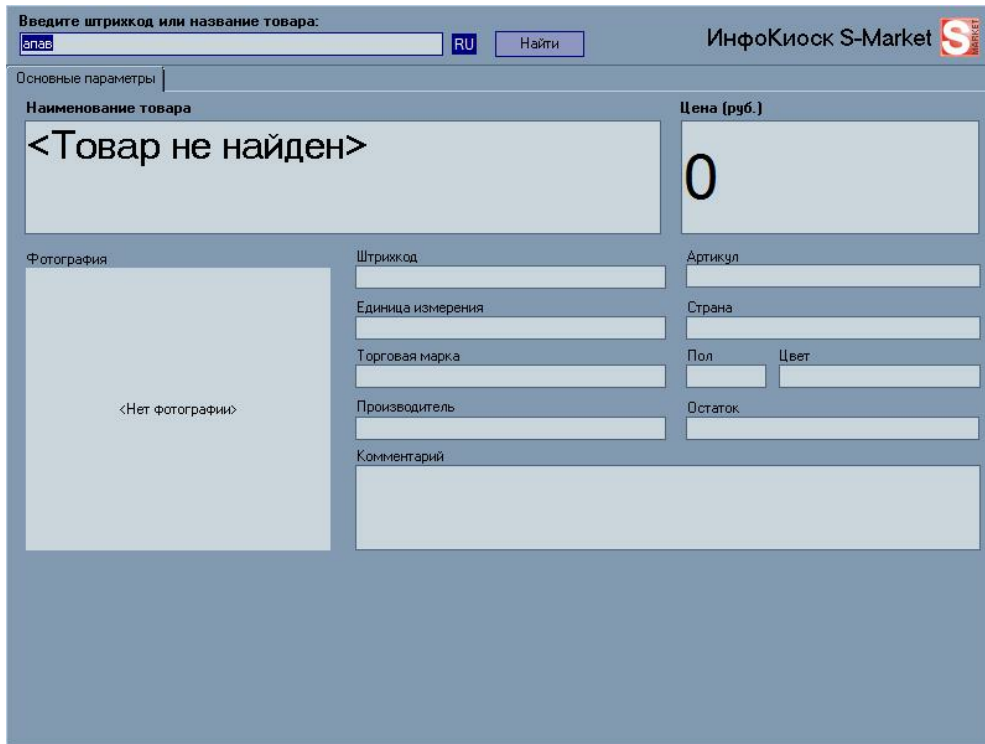 Введите штрихкод или название товара:
апав
RU
Найти
ИнфоКиоск S-Market
S
MARKET
Основные параметры
Наименование товара
Цена (руб.)
<Товар не найден>
0
Фотография
Штрихкод
Артикул
Единица измерения
Страна
Торговая марка
Пол
Цвет
<Нет фотографии>
Производитель
Остаток
Комментарий